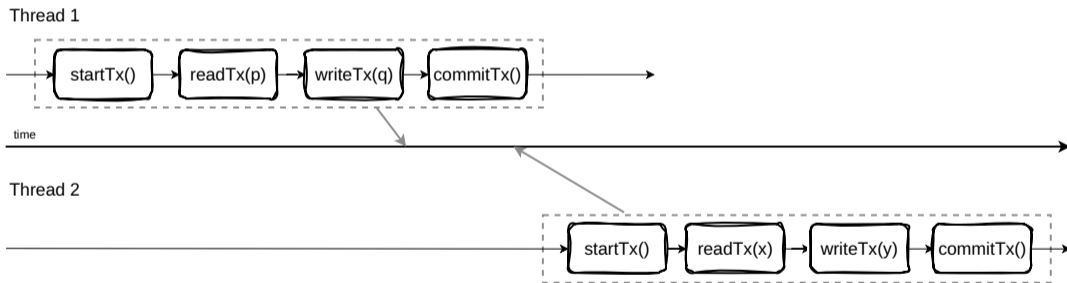 Thread 1
startTx() readTx(p) writeTx(q) commitTx()
time
Thread 2
startTx() readTx(x) writeTx(y) commitTx()